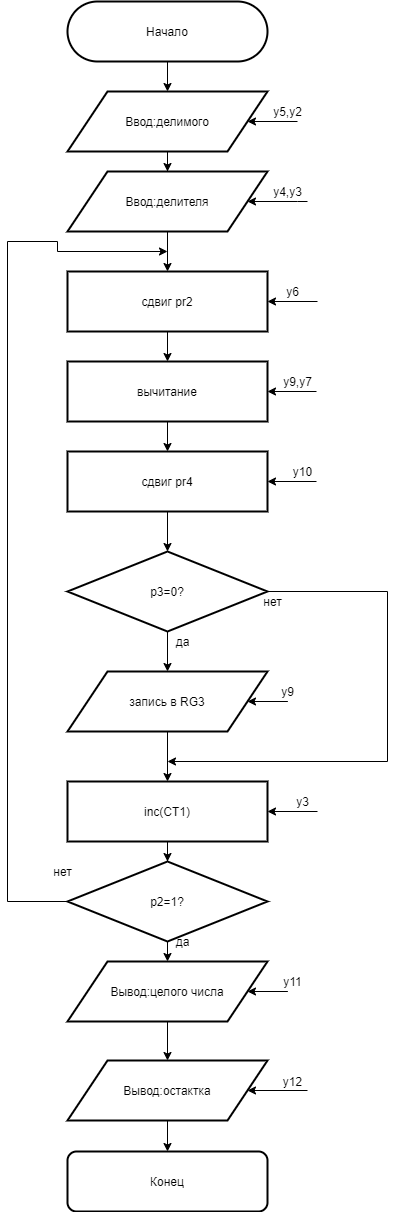 Начало
Ввод:делимого
y5,y2
Ввод:делителя
y4,y3
сдвиг pr2
y6
вычитание
y9,y7
сдвиг pr4
y10
p3=0?
нет
да
запись в RG3
y9
inc(CT1)
y3
нет
p2=1?
да
Вывод:целого числа
y11
Вывод:остактка
y12
Конец